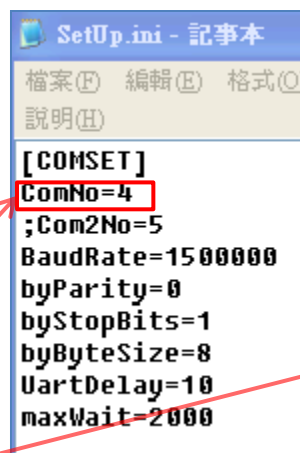 SetUp.ini - 記事本
檔案(F) 編輯(E) 格式(O
說明(H)
[COMSET]
ComNo=4
;Com2No=5
BaudRate=1500000
byParity=0
byStopBits=1
byByteSize=8
UartDelay=10
maxWait=2000